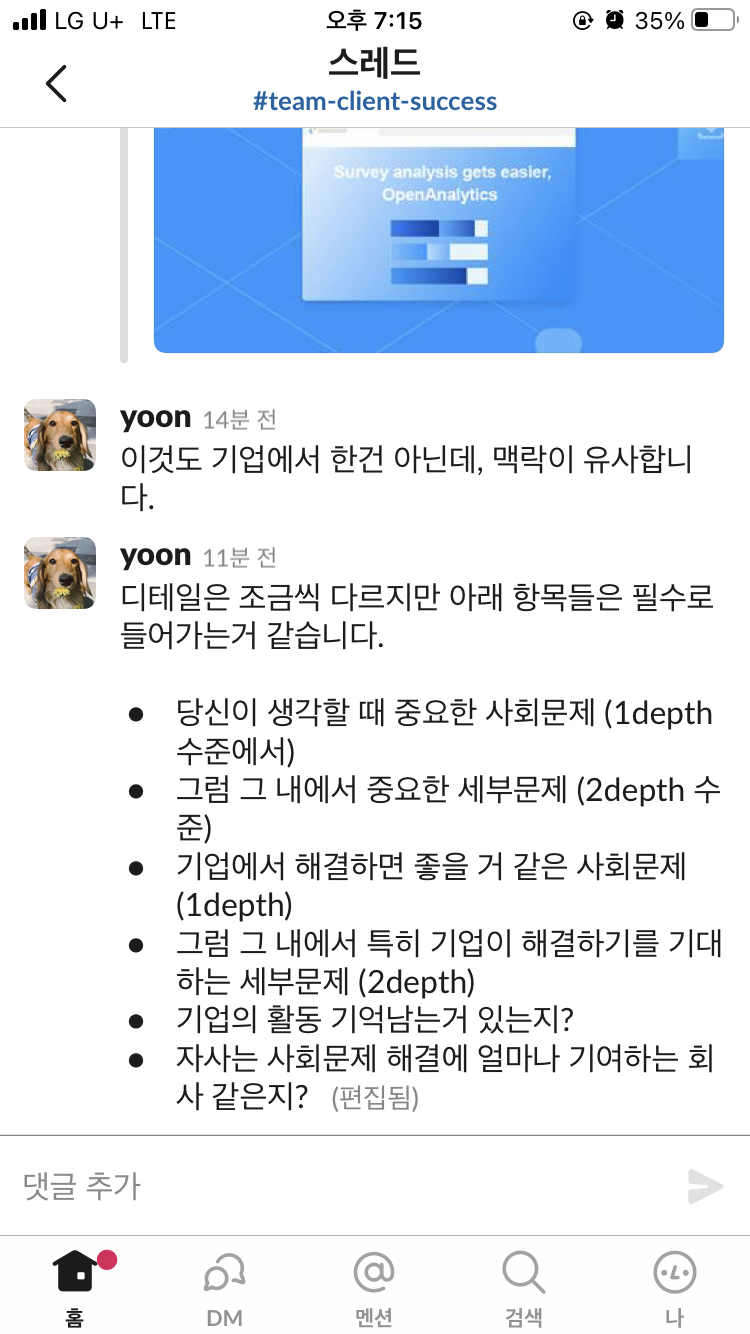 LG U+ LTE 오후 7:15 35%
스레드
#team-client-success
Survey analysis gets easier,
OpenAnalytics
yoon 14분 전
이것도 기업에서 한건 아닌데, 맥락이 유사합니
다.
yoon 11분 전
디테일은 조금씩 다르지만 아래 항목들은 필수로
들어가는거 같습니다.
● 당신이 생각할 때 중요한 사회문제 (1depth
수준에서)
● 그럼 그 내에서 중요한 세부문제 (2depth 수
준)
● 기업에서 해결하면 좋을 거 같은 사회문제
(1depth)
● 그럼 그 내에서 특히 기업이 해결하기를 기대
하는 세부문제 (2depth)
● 기업의 활동 기억남는거 있는지?
● 자사는 사회문제 해결에 얼마나 기여하는 회
사 같은지? (편집됨)
댓글 추가
홈 DM 멘션 검색 나